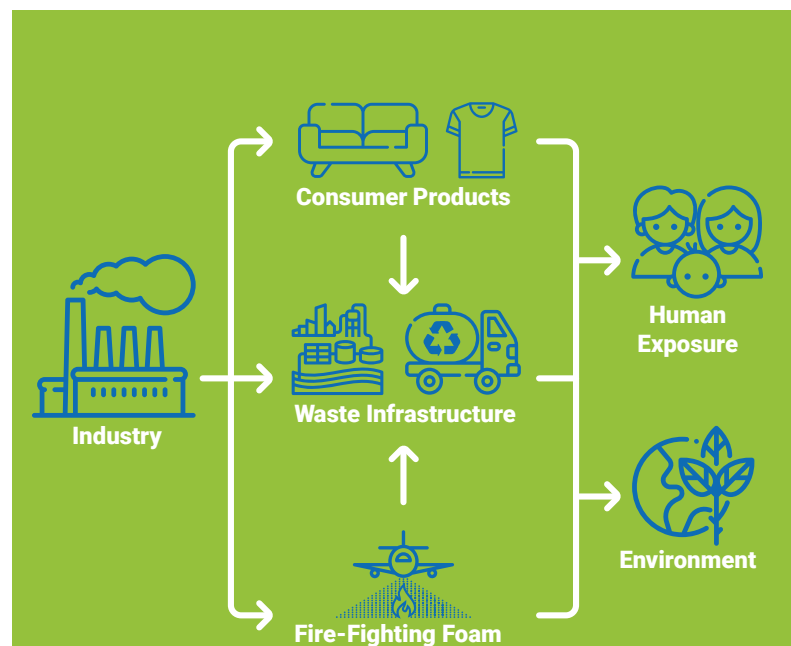 Consumer Products
Human
Exposure
Waste Infrastructure
Industry
Environment
Fire-Fighting Foam